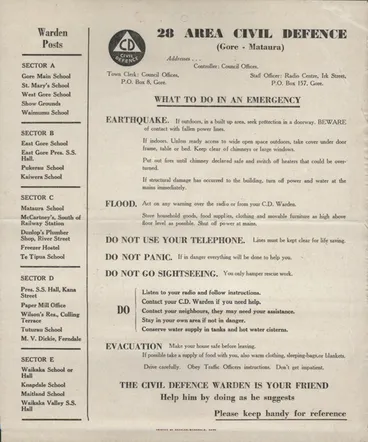 Warden
Posts
SECTOR A
Gore Main School
St. Mary's School
West Gore School
Show Grounds
Waimumu School
SECTOR B
East Gore School
East Gore Pres. S.S.
Hall.
Pukerau School
Kaiwera School
SECTOR C
Mataura School
McCartney's, South of
Railway Station
Dunlop's Plumber
Shop, River Street
Freezer Hostel
Te Tipua School
SECTOR D
Pres. S.S. Hall, Kana
Street
Paper Mill Office
Wilson's Res., Culling
Terrace
Tuturau School
M. V. Dickie, Ferndale
SECTOR E
Waikaka School or
Hall
Knapdale School
Maitland School
Waikaka Valley S.S.
Hall
CD
CIVIL
DEFENCE
28 AREA CIVIL DEFENCE
(Gore - Mataura)
Addresses . . .
Controller: Council Offices.
Town Clerk: Council Offices,
P.O. Box 8, Gore.
Staff Officer: Radio Centre, Irk Street,
P.O. Box 157, Gore.
WHAT TO DO IN AN EMERGENCY
EARTHQUAKE. If outdoors, in a built up area, seek protection in a doorway. BEWARE
of contact with fallen power lines.
If indoors. Unless ready access to wide open space outdoors, take cover under door
frame, table or bed. Keep clear of chimneys or large windows.
Put out fires until chimney declared safe and switch off heaters that could be over-
turned.
If structural damage has occurred to the building, turn off power and water at the
mains immediately.
FLOOD. Act on any warning over the radio or from your C.D. Warden.
Store household goods, food supplies, clothing and movable furniture as high above
floor level as possible. Shut off power at mains.
DO NOT USE YOUR TELEPHONE. Lines must be kept clear for life saving.
DO NOT PANIC. If in danger everything will be done to help you.
DO NOT GO SIGHTSEEING. You only hamper rescue work.
DO
Listen to your radio and follow instructions.
Contact your C.D. Warden if you need help.
Contact your neighbours, they may need your assistance.
Stay in your own area if not in danger.
Conserve water supply in tanks and hot water cisterns.
EVACUATION Make your house safe before leaving.
If possible take a supply of food with you, also warm clothing, sleeping-bags,or blankets.
Drive carefully. Obey Traffic Officers instructions. Don't get impatient.
THE CIVIL DEFENCE WARDEN IS YOUR FRIEND
Help him by doing as he suggests
Please keep handy for reference